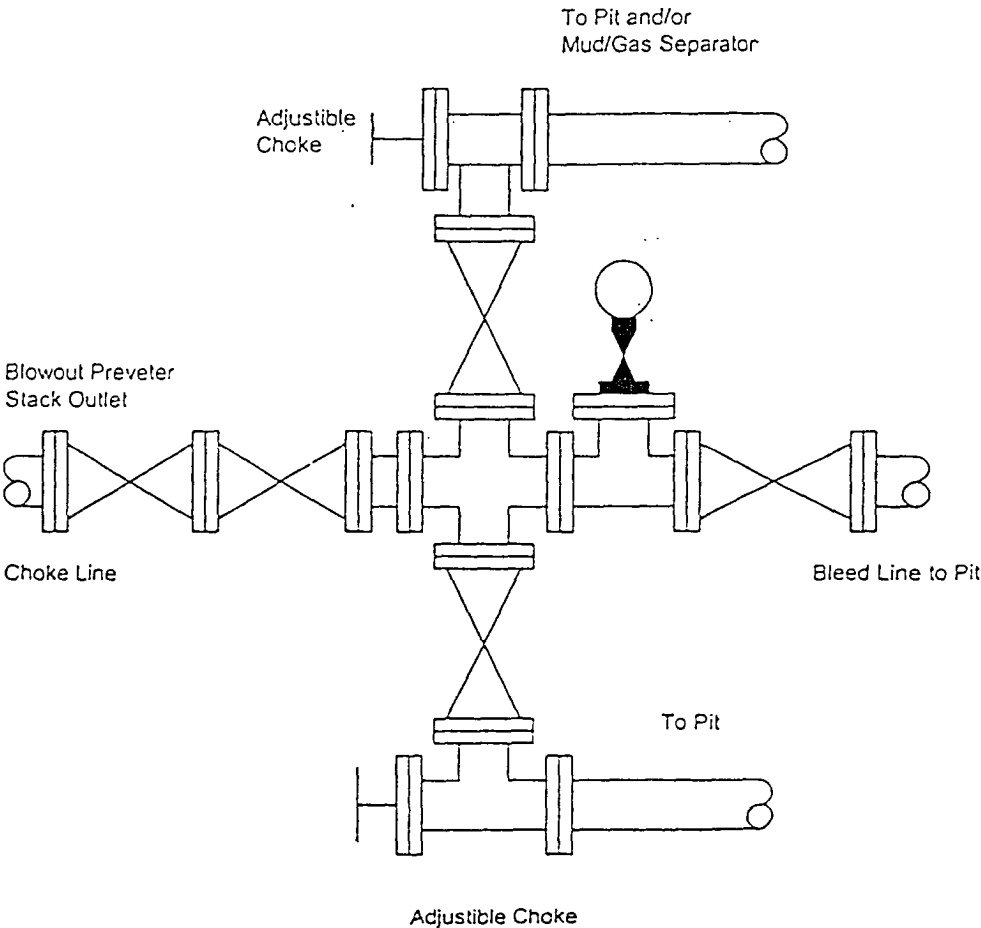 To Pit and/or
Mud/Gas Separator
Adjustible
Choke
Blowout Preveter
Stack Outlet
Choke Line
Bleed Line to Pit
To Pit
Adjustible Choke